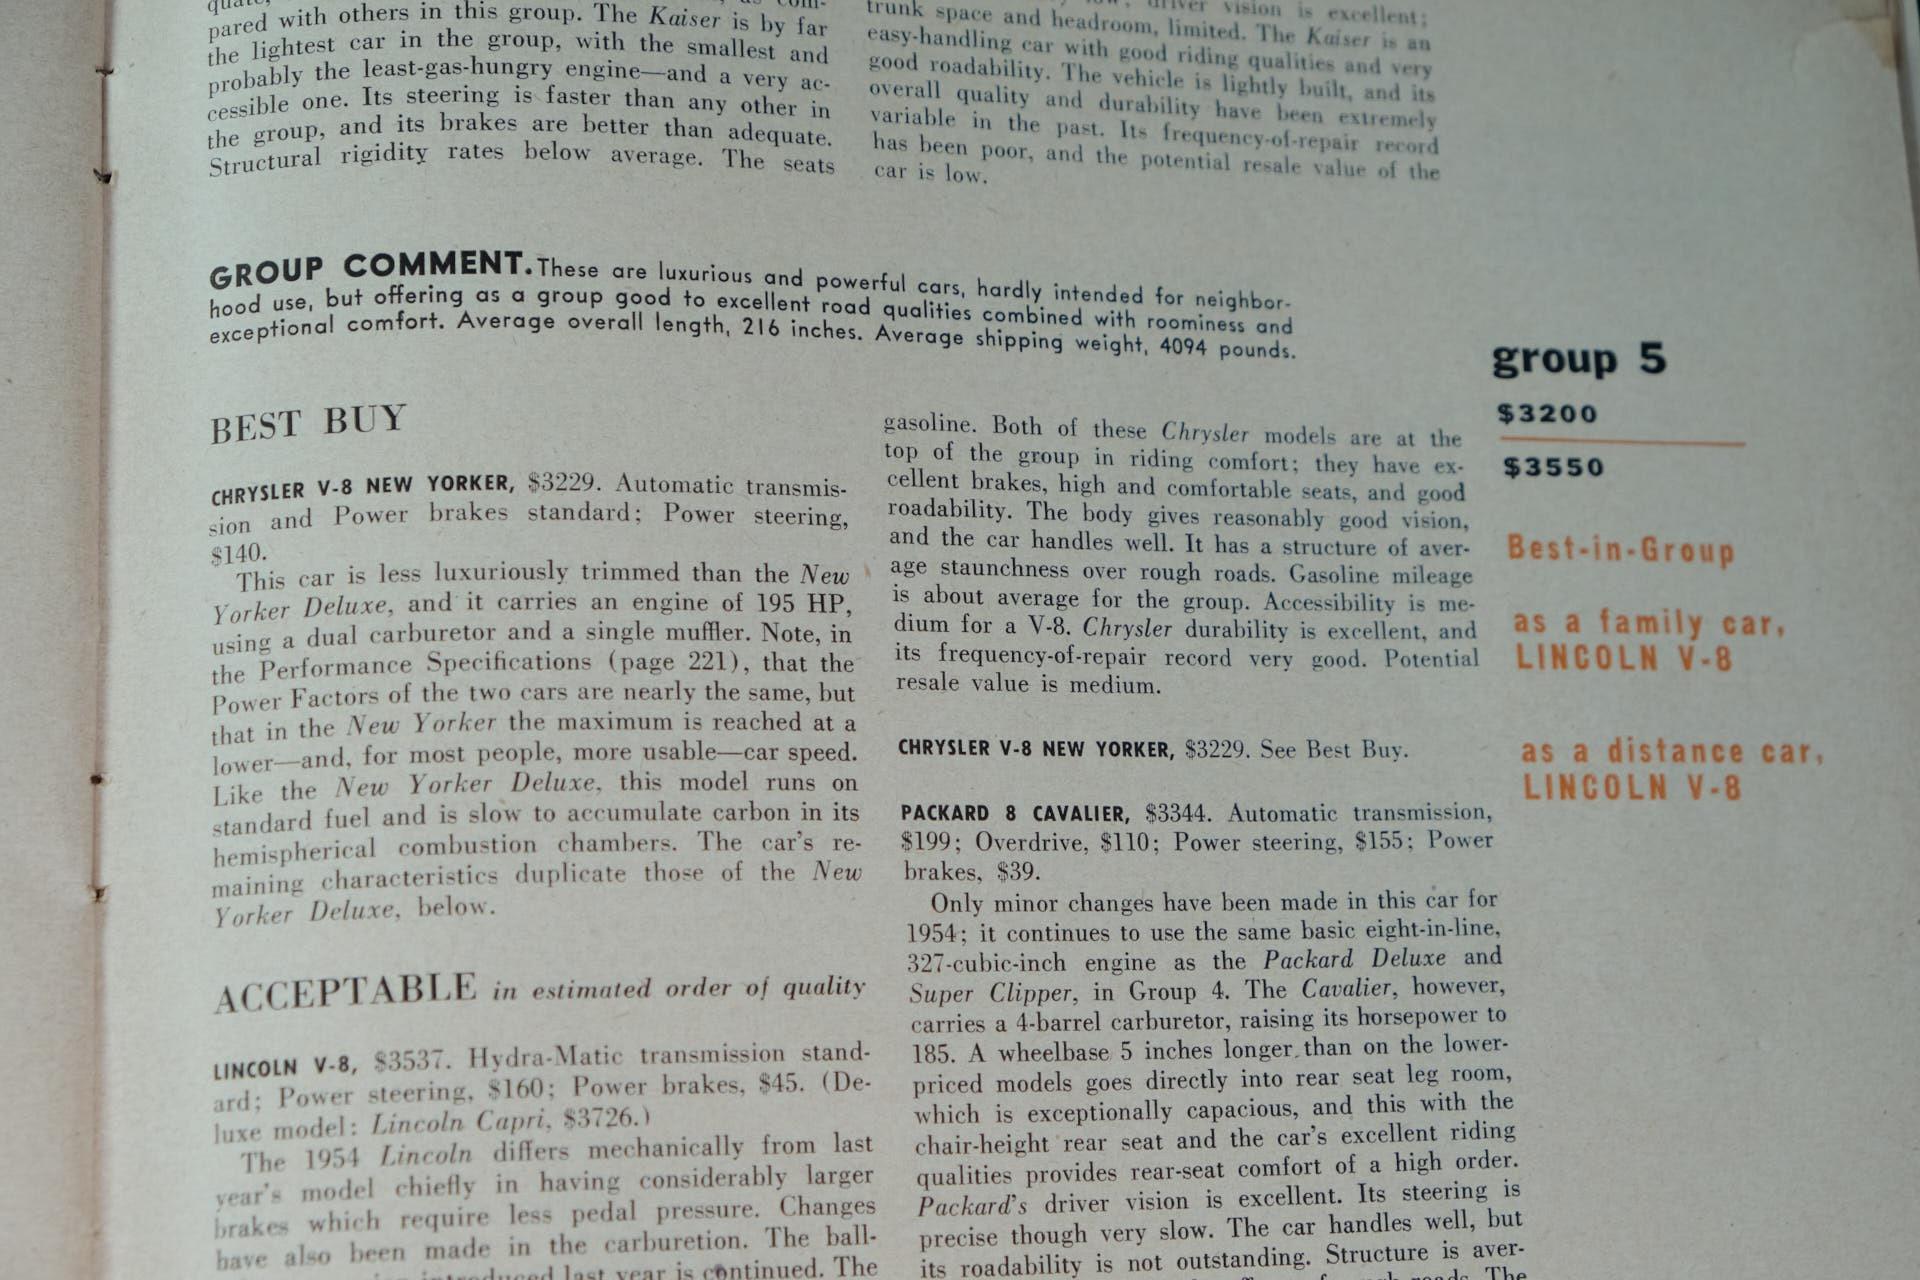 pared with others in this group. The Kaiser is by far
the lightest car in the group, with the smallest and
probably the least-gas-hungry engine—and a very ac-
cessible one. Its steering is faster than any other in
the group, and its brakes are better than adequate.
Structural rigidity rates below average. The seats
driver vision is excellent;
trunk space and headroom, limited. The Kaiser is an
easy-handling car with good riding qualities and very
good roadability. The vehicle is lightly built, and its
overall quality and durability have been extremely
variable in the past. Its frequency-of-repair record
has been poor, and the potential resale value of the
car is low.
GROUP COMMENT. These are luxurious and powerful cars, hardly intended for neighbor-
hood use, but offering as a group good to excellent road qualities combined with roominess and
exceptional comfort. Average overall length, 216 inches. Average shipping weight, 4094 pounds.
group 5
$3200
$3550
Best-in-Group
as a family car,
LINCOLN V-8
as a distance car,
LINCOLN V-8
BEST BUY
CHRYSLER V-8 NEW YORKER, $3229. Automatic transmis-
sion and Power brakes standard; Power steering,
$140.
This car is less luxuriously trimmed than the New
Yorker Deluxe, and it carries an engine of 195 HP,
using a dual carburetor and a single muffler. Note, in
the Performance Specifications (page 221), that the
Power Factors of the two cars are nearly the same, but
that in the New Yorker the maximum is reached at a
lower—and, for most people, more usable—car speed.
Like the New Yorker Deluxe, this model runs on
standard fuel and is slow to accumulate carbon in its
hemispherical combustion chambers. The car's re-
maining characteristics duplicate those of the New
Yorker Deluxe, below.
ACCEPTABLE in estimated order of quality
LINCOLN V-8, $3537. Hydra-Matic transmission stand-
ard; Power steering, $160; Power brakes, $45. (De-
luxe model: Lincoln Capri, $3726.)
The 1954 Lincoln differs mechanically from last
year's model chiefly in having considerably larger
brakes which require less pedal pressure. Changes
have also been made in the carburetion. The ball-
introduced last year is continued. The
gasoline. Both of these Chrysler models are at the
top of the group in riding comfort; they have ex-
cellent brakes, high and comfortable seats, and good
roadability. The body gives reasonably good vision,
and the car handles well. It has a structure of aver-
age staunchness over rough roads. Gasoline mileage
is about average for the group. Accessibility is me-
dium for a V-8. Chrysler durability is excellent, and
its frequency-of-repair record very good. Potential
resale value is medium.
CHRYSLER V-8 NEW YORKER, $3229. See Best Buy.
PACKARD 8 CAVALIER, $3344. Automatic transmission,
$199; Overdrive, $110; Power steering, $155; Power
brakes, $39.
Only minor changes have been made in this car for
1954; it continues to use the same basic eight-in-line,
327-cubic-inch engine as the Packard Deluxe and
Super Clipper, in Group 4. The Cavalier, however,
carries a 4-barrel carburetor, raising its horsepower to
185. A wheelbase 5 inches longer than on the lower-
priced models goes directly into rear seat leg room,
which is exceptionally capacious, and this with the
chair-height rear seat and the car's excellent riding
qualities provides rear-seat comfort of a high order.
Packard's driver vision is excellent. Its steering is
precise though very slow. The car handles well, but
its roadability is not outstanding. Structure is aver-
roads. The